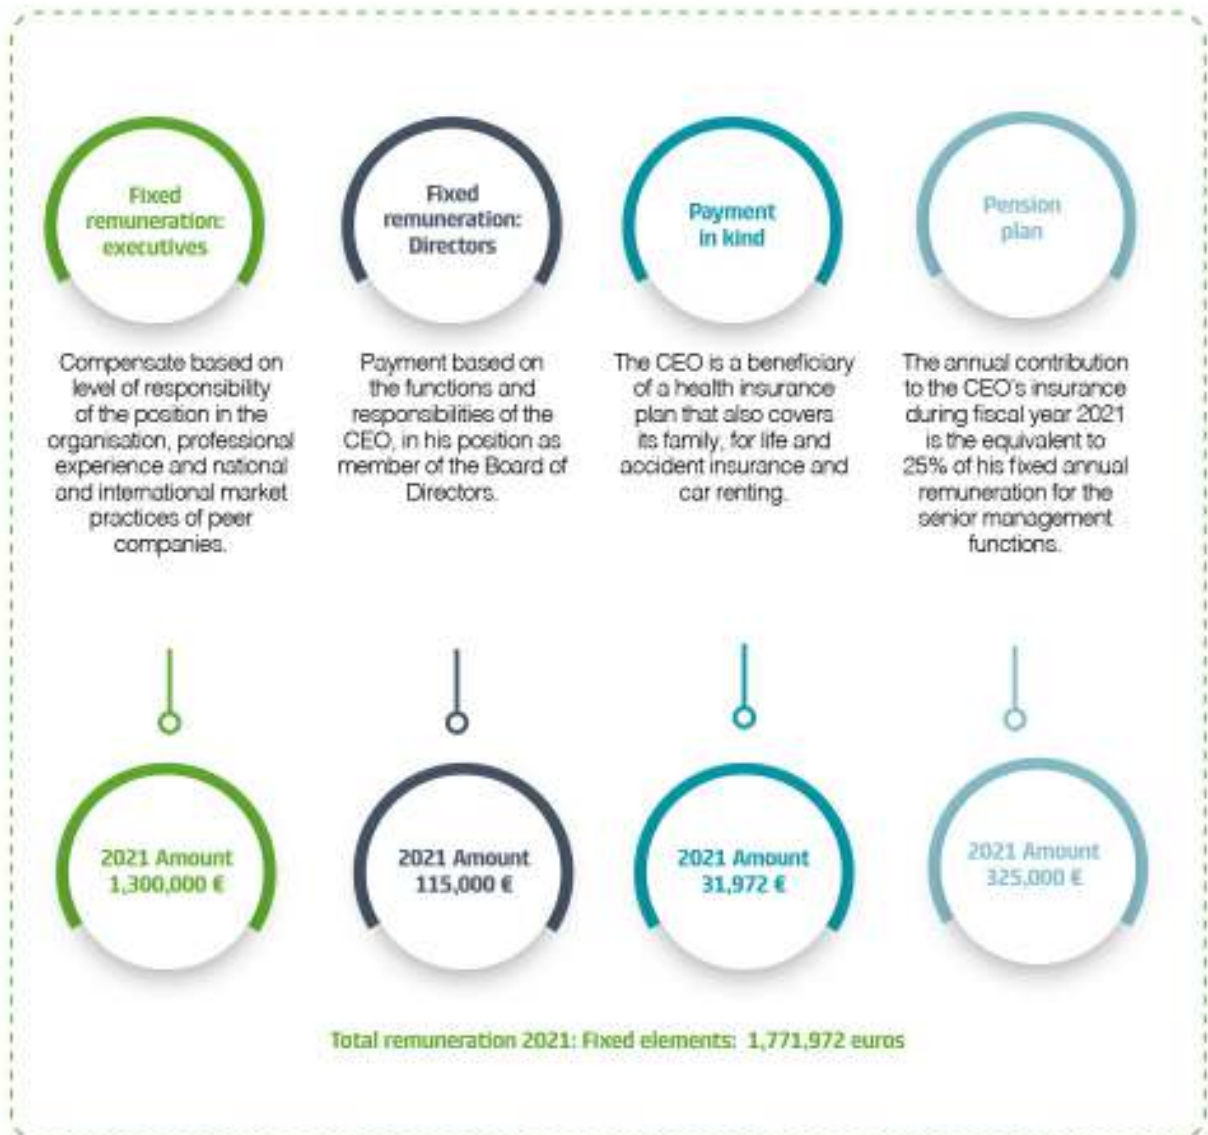 Fixed
remuneration:
executives
Fixed
remuneration:
Directors
Payment
in kind
Pension
plan
Compensate based on
level of responsibility
of the position in the
organisation, professional
experience and national
and international market
practices of peer
companies.
Payment based on
the functions and
responsibilities of the
CEO, in his position as
member of the Board of
Directors.
The CEO is a beneficiary
of a health insurance
plan that also covers
its family, for life and
accident insurance and
car renting.
The annual contribution
to the CEO's insurance
during fiscal year 2021
is the equivalent to
25% of his fixed annual
remuneration for the
senior management
functions.
2021 Amount
1,300,000 €
2021 Amount
115,000 €
2021 Amount
31,972 €
2021 Amount
325,000 €
Total remuneration 2021: Fixed elements: 1,771,972 euros